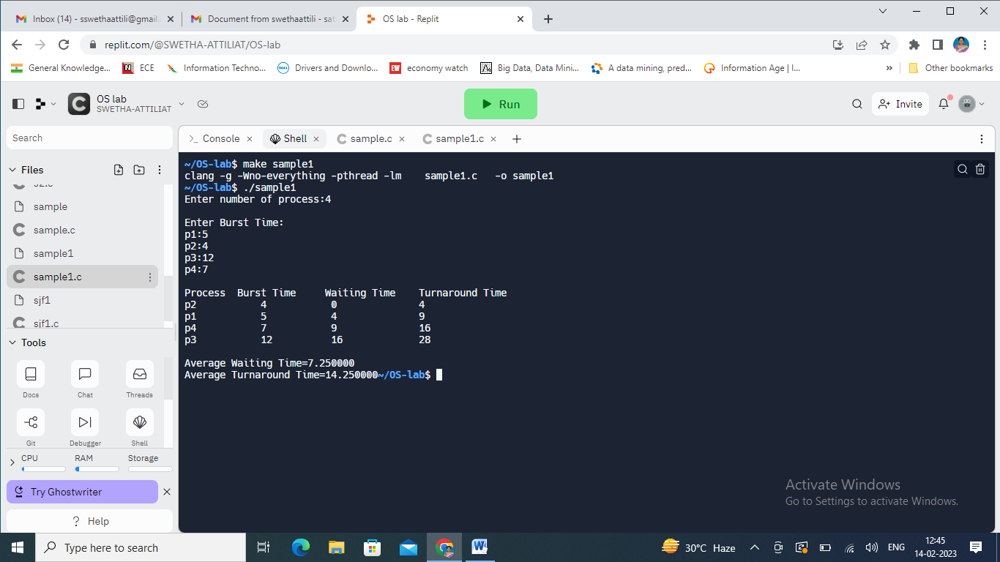 Inbox (14) - sswethaattili@gmail.
Document from swethaattili - sat
OS lab - Replit
replit.com/@SWETHA-ATTILIAT/OS-lab
General Knowledge...
ECE
Information Techno...
Drivers and Downlo...
economy watch
Big Data, Data Mini...
A data mining, pred...
Information Age | I...
»
Other bookmarks
OS lab
SWETHA-ATTILIAT
Run
Invite
Search
Console
Shell
sample.c
sample1.c
Files
s2.c
sample
sample.c
sample1
sample1.c
sjf1
sjf1.c
Tools
Docs
Chat
Threads
Git
Debugger
Shell
CPU
RAM
Storage
Try Ghostwriter
? Help
~/OS-lab$ make sample1
clang -g -Wno-everything -pthread -lm    sample1.c   -o sample1
~/OS-lab$ ./sample1
Enter number of process:4
Enter Burst Time:
p1:5
p2:4
p3:12
p4:7
Process  Burst Time     Waiting Time    Turnaround Time
p2           4           0              4
p1           5           4              9
p4           7           9              16
p3           12          16             28
Average Waiting Time=7.250000
Average Turnaround Time=14.250000~/OS-lab$
Activate Windows
Go to Settings to activate Windows.
Type here to search
30°C Haze
ENG
12:45
14-02-2023